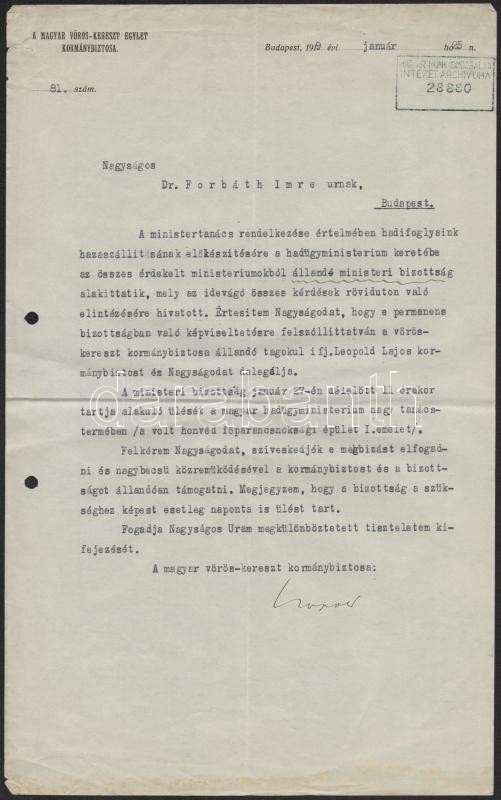 A MAGYAR VÖRÖS-KERESZT EGYLET
KORMÁNYBIZTOSA.
Budapest, 1919 évi január hó 25 n.
INTÉZET ARCHIVUMA
23880
81. szám.
Nagyságos
Dr. Forbáth Imre urnak,
Budapest.
A ministertanács rendelkezése értelmében hadifoglysink
hazaszállitásának előkészitésére a hadügyministerium keretébe
az összes érdekelt ministeriumokból állandó ministeri bizottság
alakittatik, mely az idevágó összes kérdések röviduton való
elintézésére hivatott. Értesitem Nagyságodat, hogy e permanens
bizottságban való képviseltetésre felszóllittatván a vörös-
kereszt kormánybiztosa állandó tagokul ifj.Leopold Lajos kor-
mánybiztost és Nagyságodat delegálja.
A ministeri bizottság január 27-én délelőtt 11 órakor
tartja alakuló ülését a magyar hadügyministerium nagy tanács-
termében /a volt honvéd főparancsnoksági épület I.emelet/.
Felkérem Nagyságodat, sziveskedjék e megbizást elfogad-
ni és nagybecsü közremüködésével a kormánybiztost és a bizott-
ságot állandóan támogatni. Megjegyzem, hogy a bizottság a szük-
séghez képest esetleg naponta is ülést tart.
Fogadja Nagyságos Uram megkülönböztetett tiszteletem ki-
fejezését.
A magyar vörös-kereszt kormánybiztosa:
darabanth